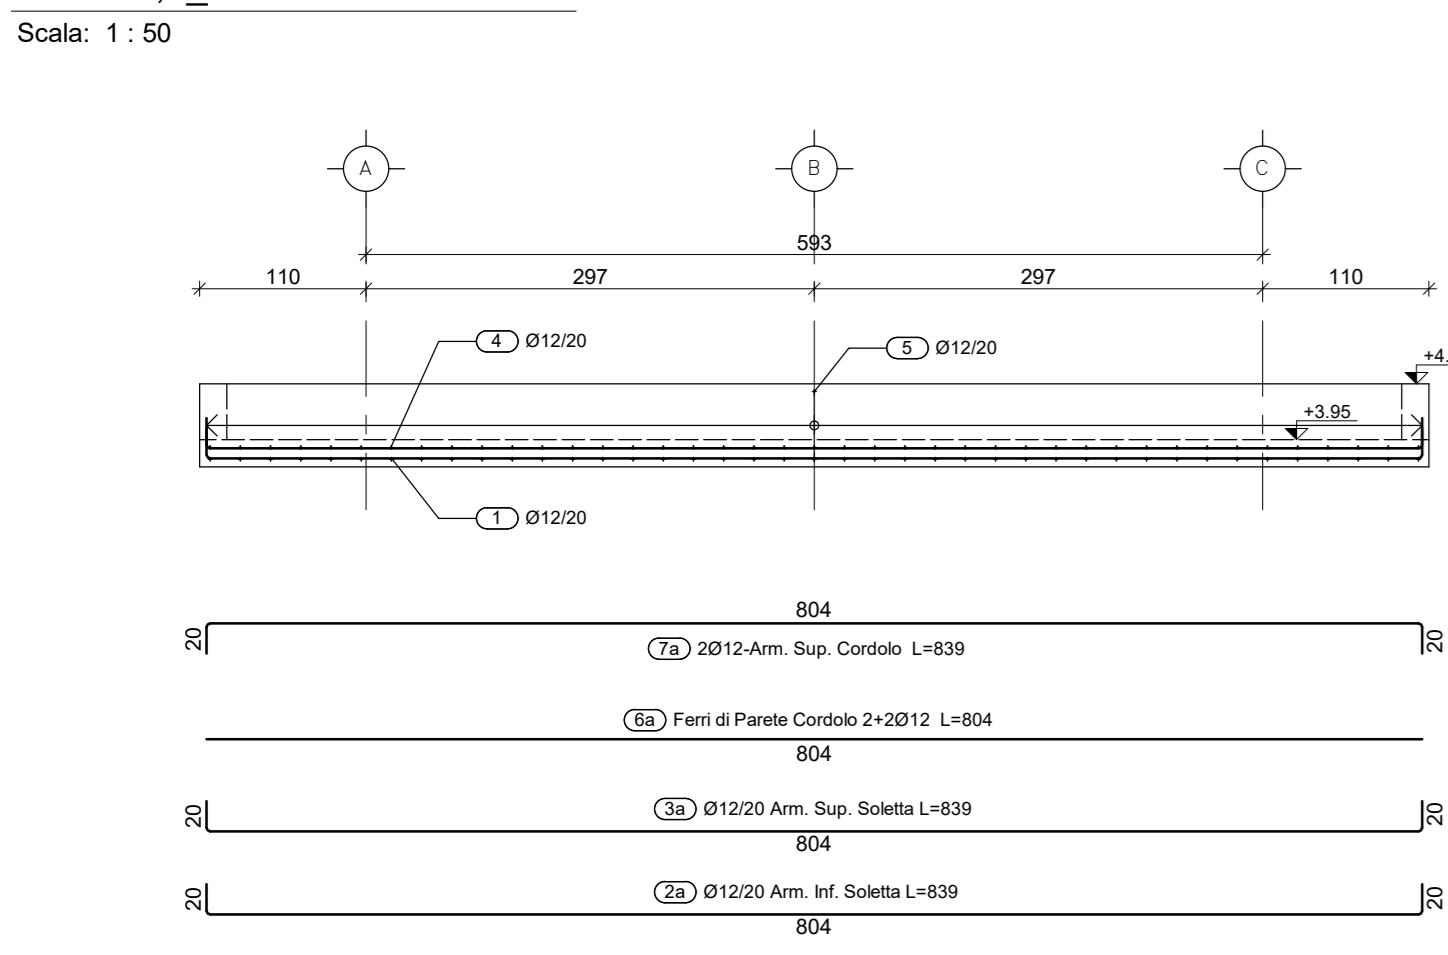 Scala: 1 : 50
A
B
C
593
110
297
297
110
4 Ø12/20
5 Ø12/20
+4.
+3.95
1 Ø12/20
804
20
20
7a 2Ø12-Arm. Sup. Cordolo L=839
6a Ferri di Parete Cordolo 2+2Ø12 L=804
804
20
3a Ø12/20 Arm. Sup. Soletta L=839
20
804
20
2a Ø12/20 Arm. Inf. Soletta L=839
20
804